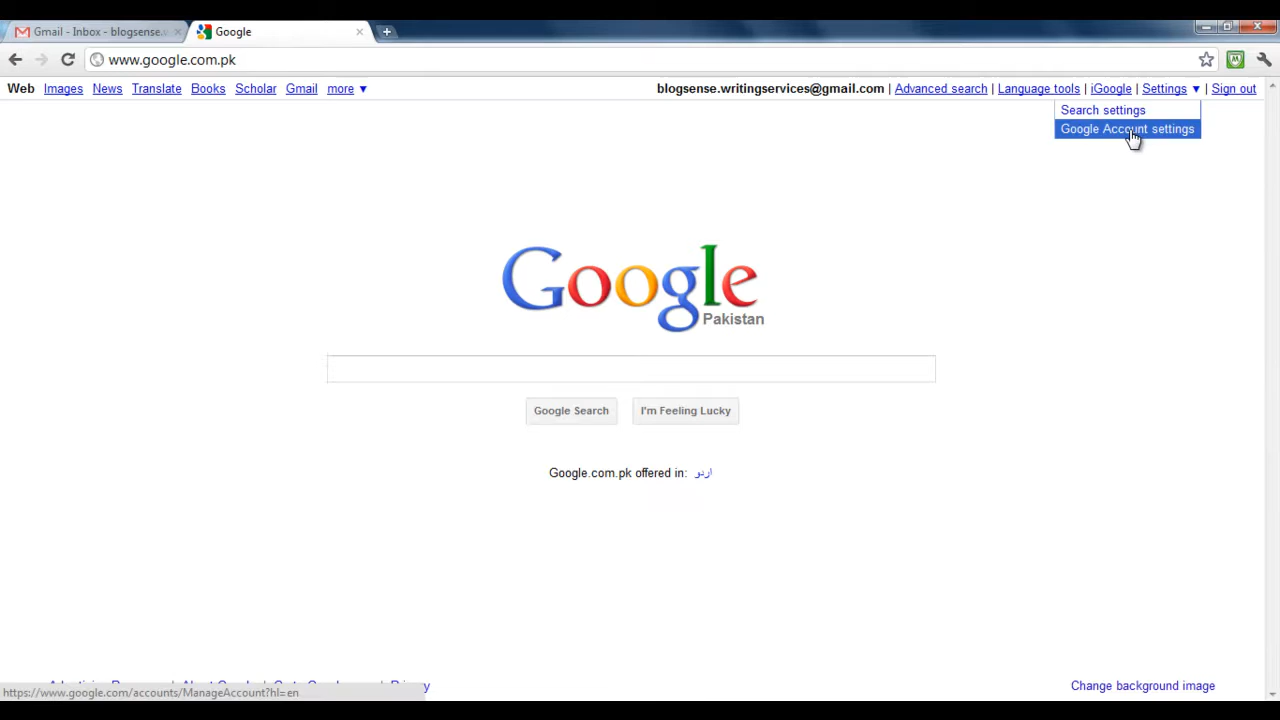 Gmail - Inbox - blogsense.w
Google
www.google.com.pk
Web Images News Translate Books Scholar Gmail more ▼
blogsense.writingservices@gmail.com | Advanced search | Language tools | iGoogle | Settings ▼ | Sign out
Search settings
Google Account settings
Google
Pakistan
Google Search
I'm Feeling Lucky
Google.com.pk offered in: اردو
https://www.google.com/accounts/ManageAccount?hl=en
Change background image